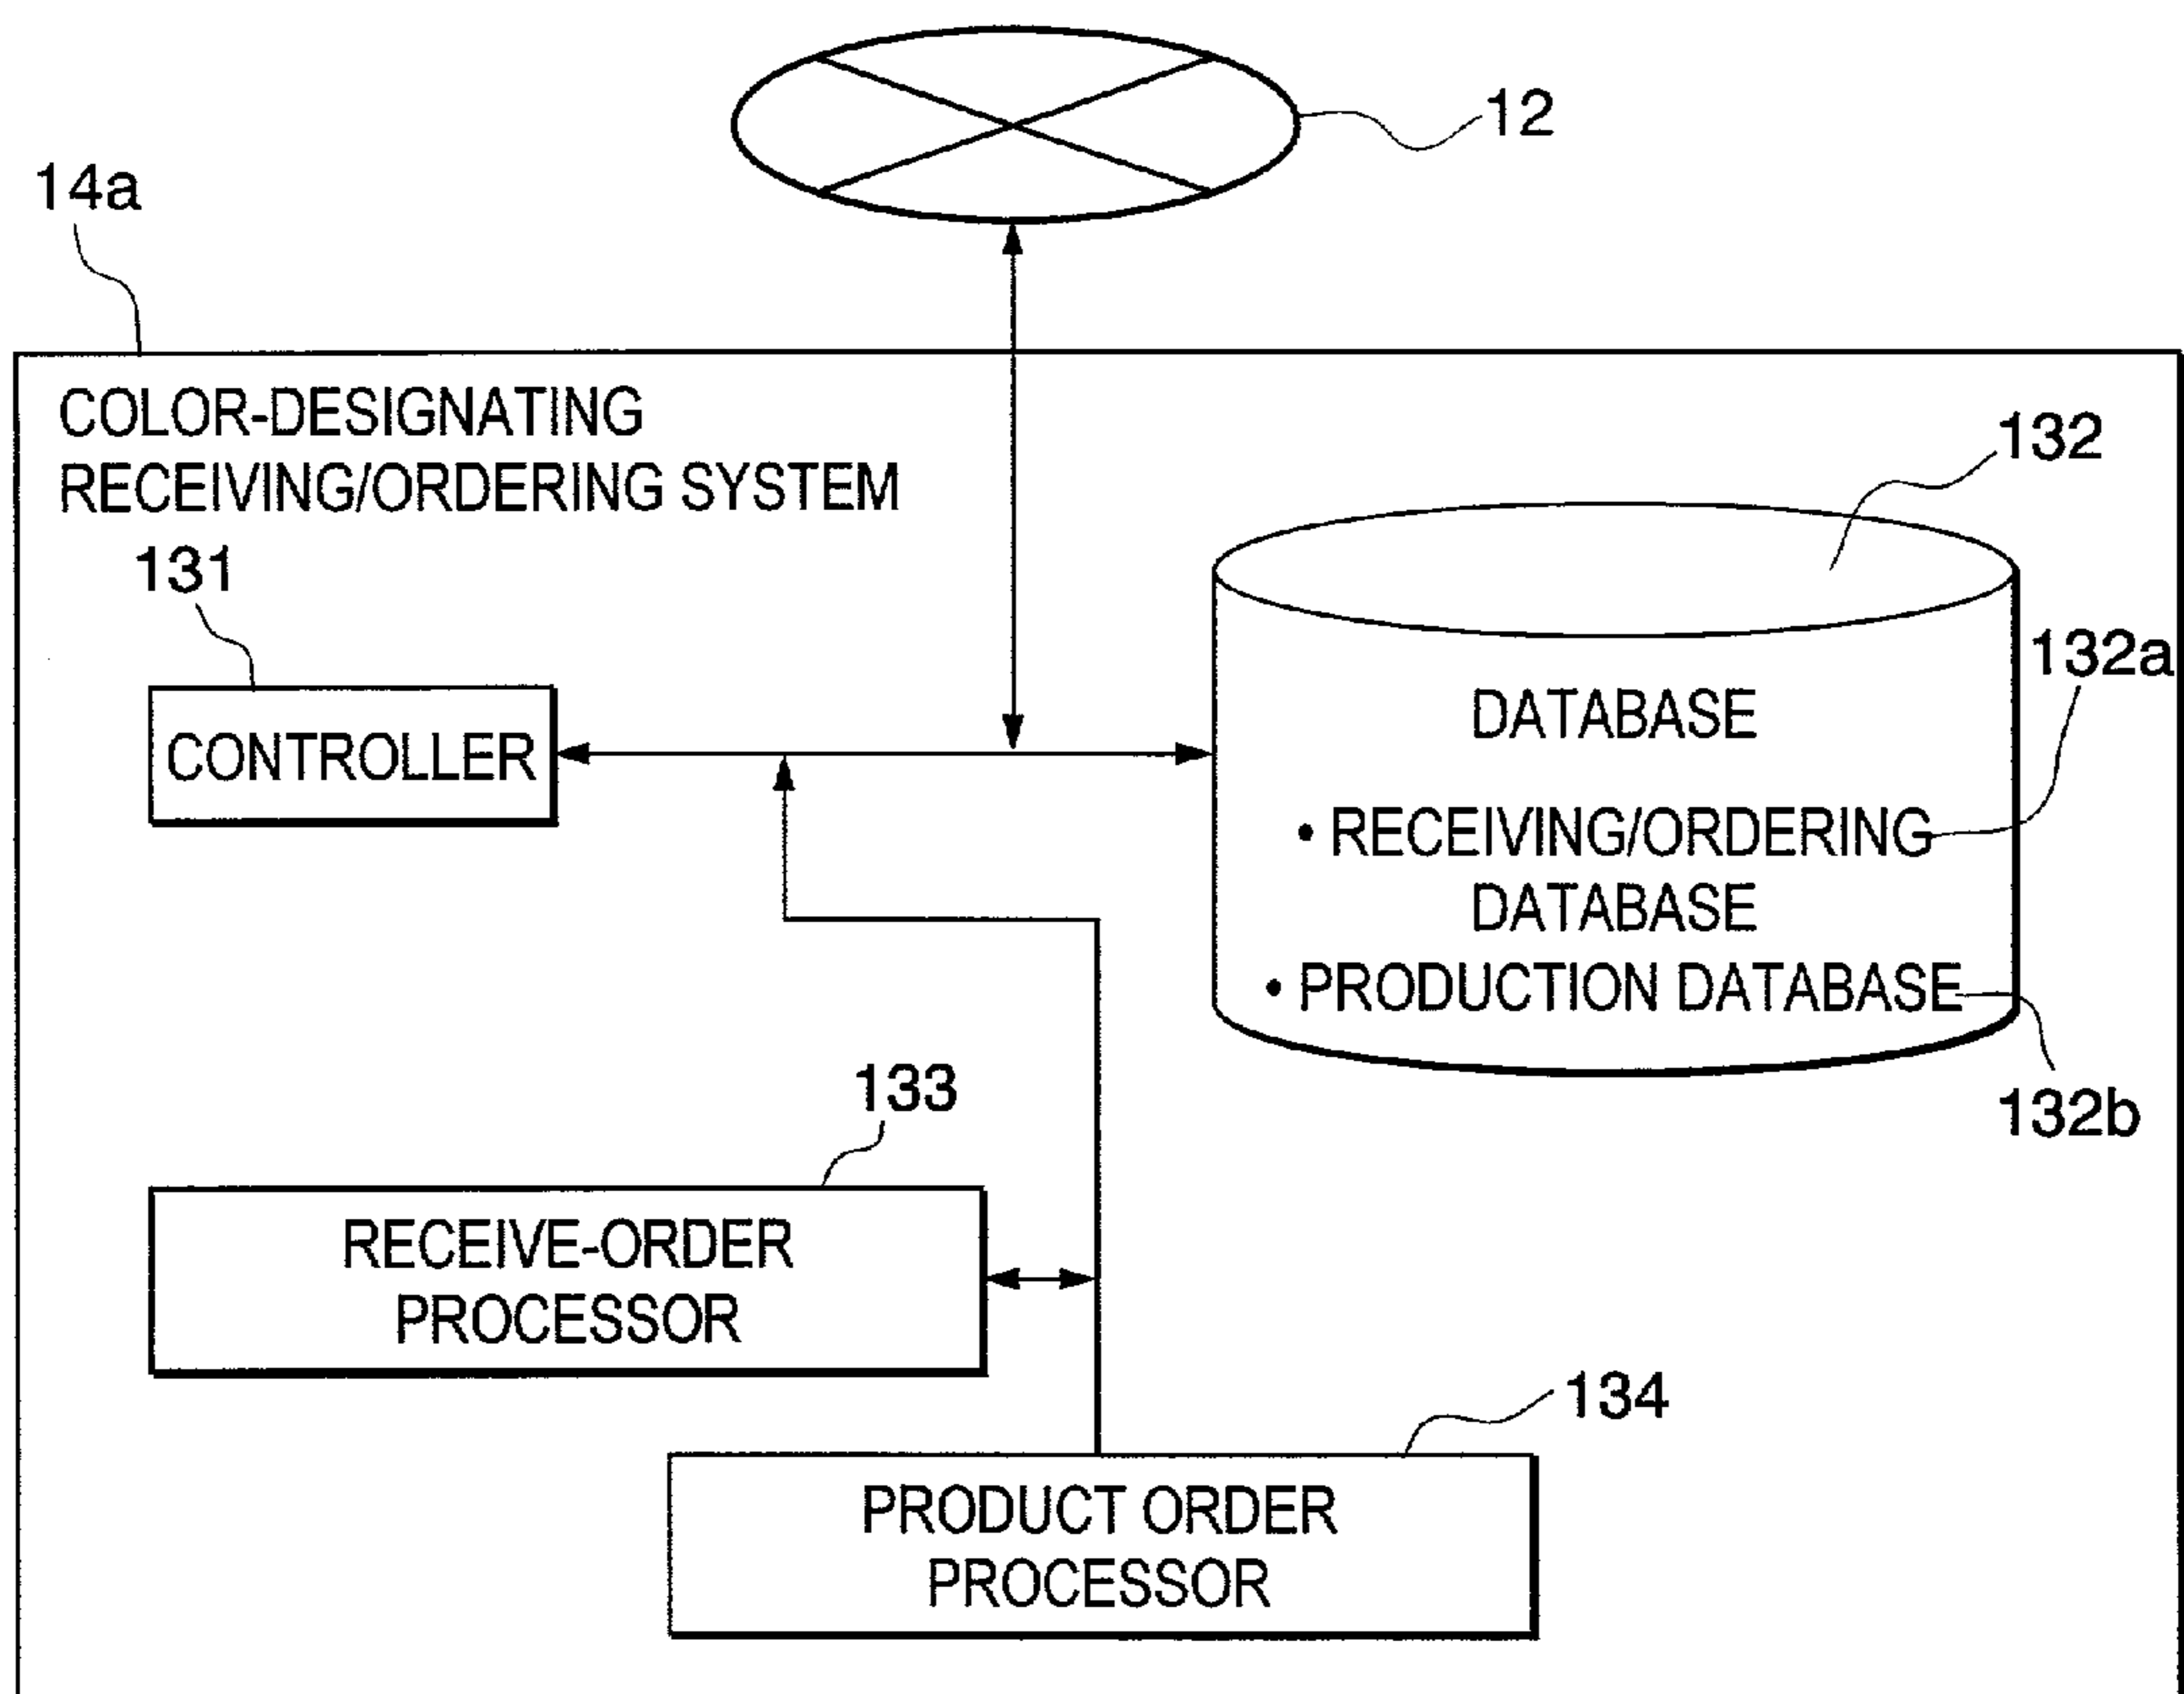 12
14a
COLOR-DESIGNATING
RECEIVING/ORDERING SYSTEM
132
131
132a
DATABASE
CONTROLLER
• RECEIVING/ORDERING
DATABASE
• PRODUCTION DATABASE
133
132b
RECEIVE-ORDER
PROCESSOR
134
PRODUCT ORDER
PROCESSOR